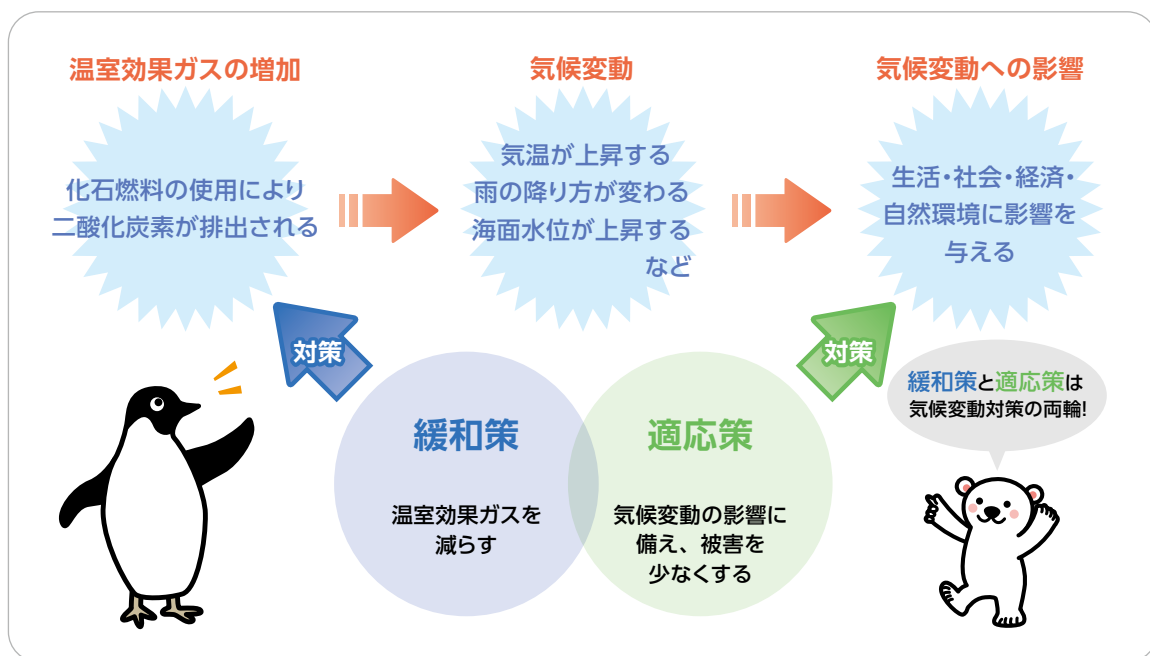 温室効果ガスの増加
化石燃料の使用により
二酸化炭素が排出される
気候変動
気温が上昇する
雨の降り方が変わる
海面水位が上昇する
など
気候変動への影響
生活・社会・経済・
自然環境に影響を
与える
対策
対策
緩和策
温室効果ガスを
減らす
適応策
気候変動の影響に
備え、被害を
少なくする
緩和策と適応策は
気候変動対策の両輪!